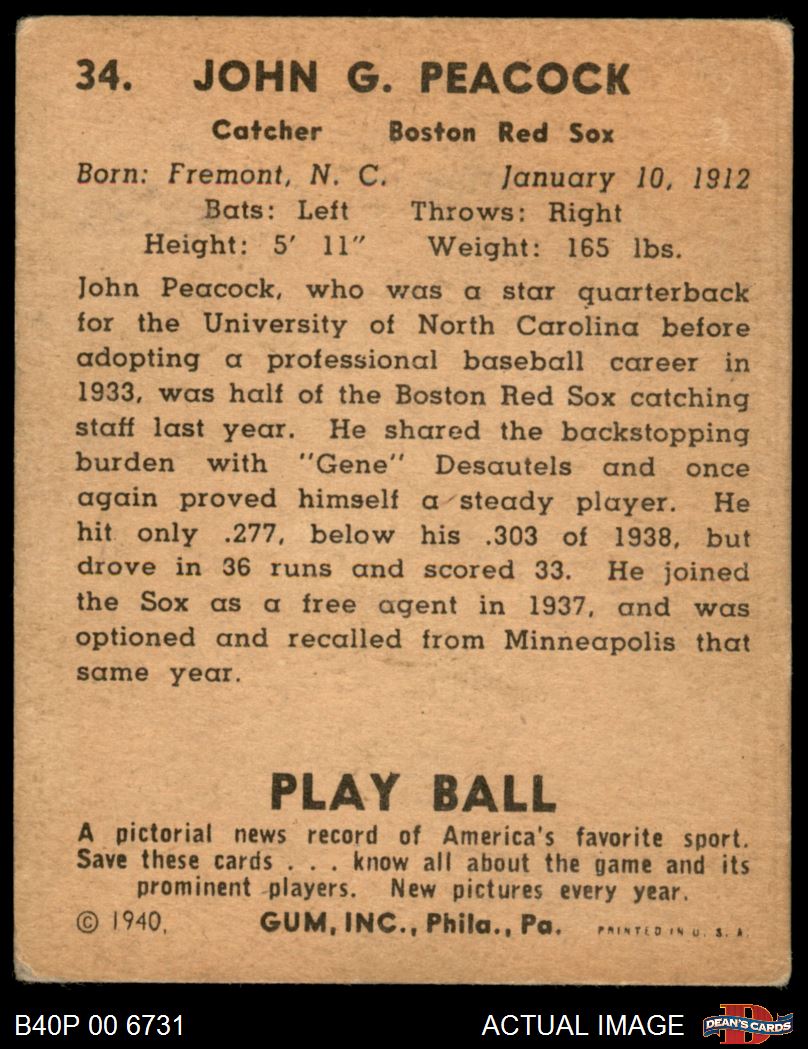 34. JOHN G. PEACOCK
Catcher Boston Red Sox
Born: Fremont, N. C. January 10, 1912
Bats: Left Throws: Right
Height: 5' 11" Weight: 165 lbs.
John Peacock, who was a star quarterback
for the University of North Carolina before
adopting a professional baseball career in
1933, was half of the Boston Red Sox catching
staff last year. He shared the backstopping
burden with "Gene" Desautels and once
again proved himself a steady player. He
hit only .277, below his .303 of 1938, but
drove in 36 runs and scored 33. He joined
the Sox as a free agent in 1937, and was
optioned and recalled from Minneapolis that
same year.
PLAY BALL
A pictorial news record of America's favorite sport.
Save these cards . . . know all about the game and its
prominent players. New pictures every year.
© 1940, GUM, INC., Phila., Pa. PRINTED IN U. S. A.
B40P 00 6731 ACTUAL IMAGE D DEAN'S CARDS